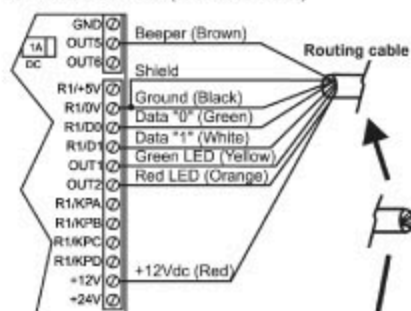 GND
OUT5
OUT6
1A
DC
R1/+5V
R1/0V
R1/D0
R1/D1
OUT1
OUT2
R1/KPA
R1/KPB
R1/KPC
R1/KPD
+12V
+24V
Beeper (Brown)
Routing cable
Shield
Ground (Black)
Data "0" (Green)
Data "1" (White)
Green LED (Yellow)
Red LED (Orange)
+12Vdc (Red)